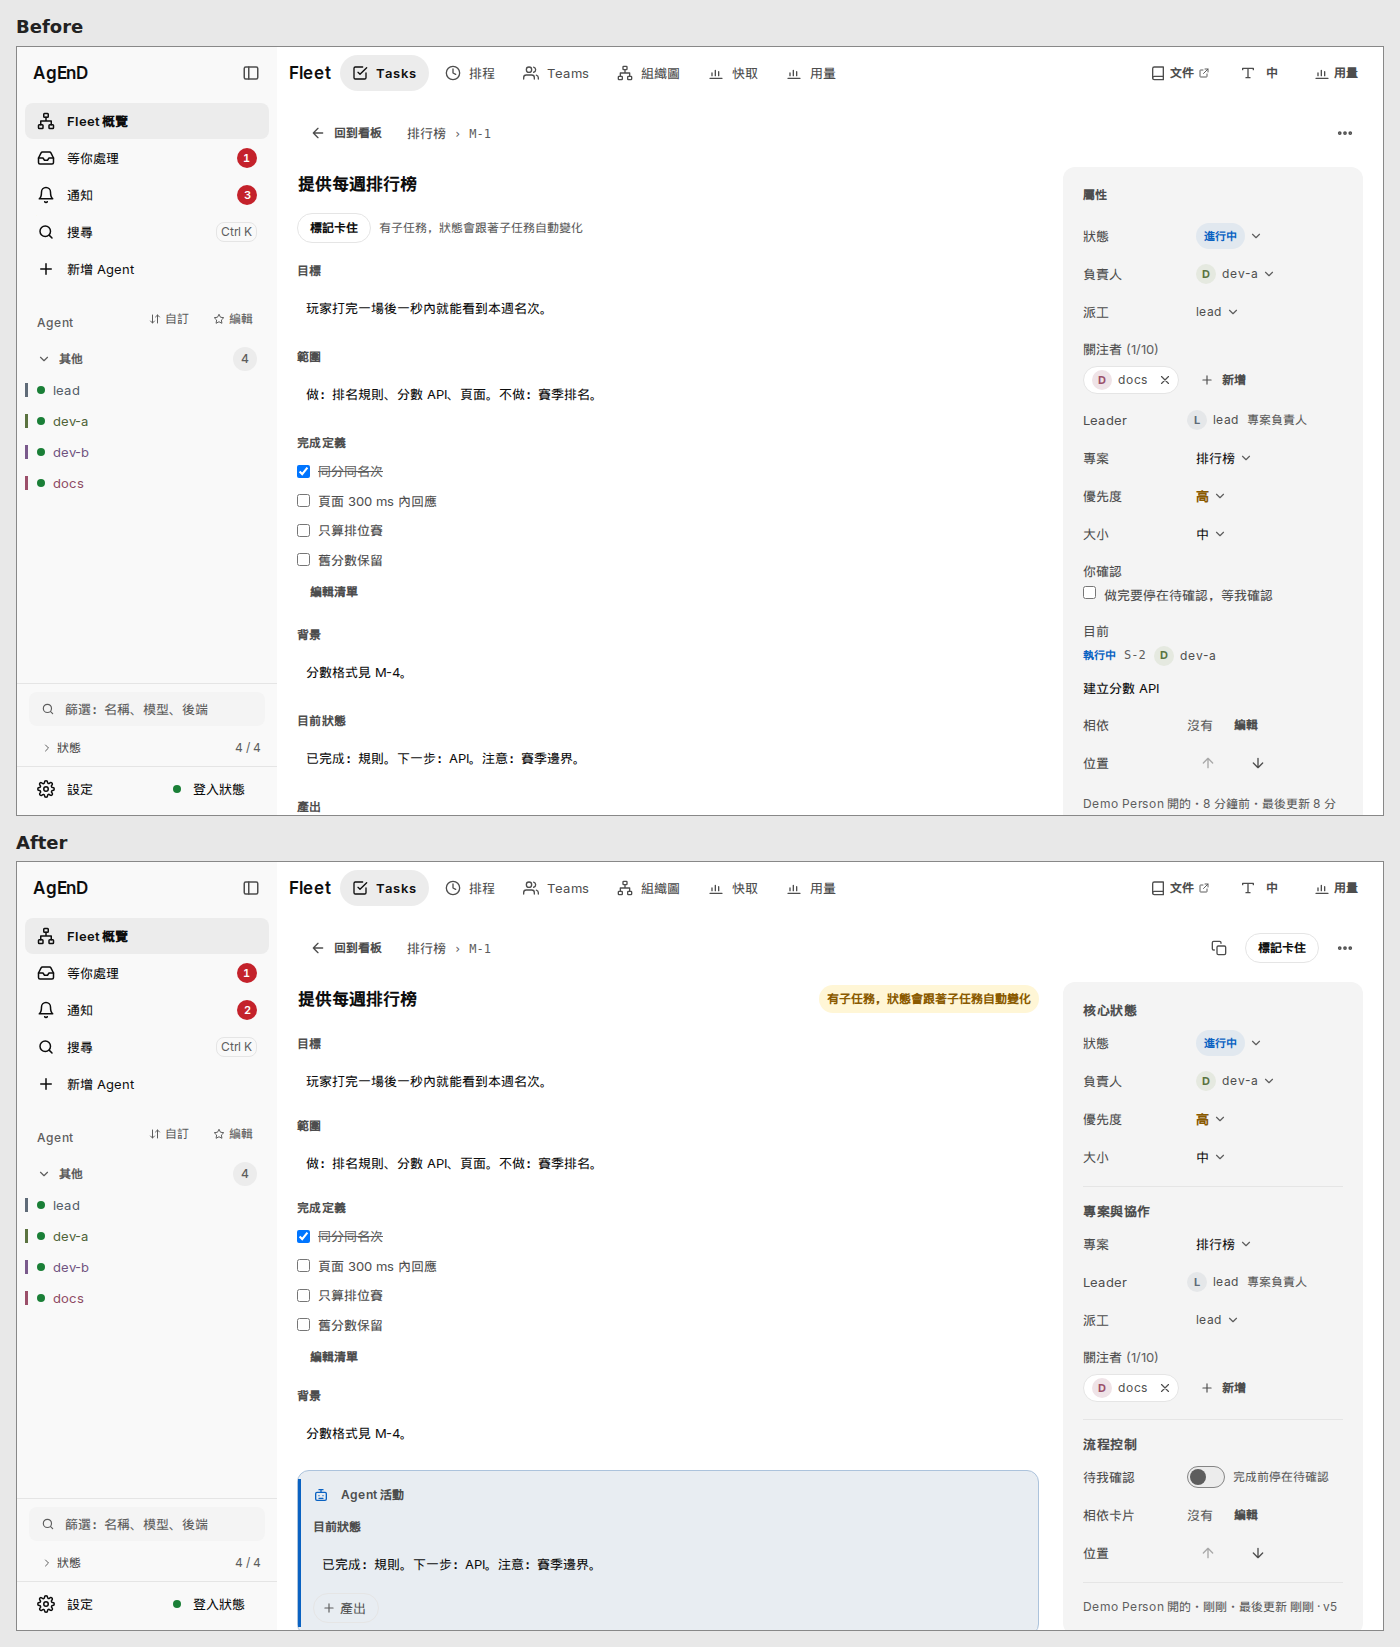 Before
AgEnD
Fleet 概覽
等你處理 1
通知 3
搜尋 Ctrl K
新增 Agent
Agent 自訂 編輯
其他 4
lead
dev-a
dev-b
docs
篩選：名稱、模型、後端
狀態 4 / 4
設定 登入狀態
Fleet Tasks 排程 Teams 組織圖 快取 用量 文件 中 用量
回到看板 排行榜 › M-1 •••
提供每週排行榜
標記卡住 有子任務，狀態會跟著子任務自動變化
目標
玩家打完一場後一秒內就能看到本週名次。
範圍
做：排名規則、分數 API、頁面。不做：賽季排名。
完成定義
同分同名次
頁面 300 ms 內回應
只算排位賽
舊分數保留
編輯清單
背景
分數格式見 M-4。
目前狀態
已完成：規則。下一步：API。注意：賽季邊界。
產出
屬性
狀態 進行中
負責人 D dev-a
派工 lead
關注者 (1/10)
D docs 新增
Leader L lead 專案負責人
專案 排行榜
優先度 高
大小 中
你確認
做完要停在待確認，等我確認
目前
執行中 S-2 D dev-a
建立分數 API
相依 沒有 編輯
位置
Demo Person 開的・8 分鐘前・最後更新 8 分
After
AgEnD
Fleet 概覽
等你處理 1
通知 2
搜尋 Ctrl K
新增 Agent
Agent 自訂 編輯
其他 4
lead
dev-a
dev-b
docs
篩選：名稱、模型、後端
狀態 4 / 4
設定 登入狀態
Fleet Tasks 排程 Teams 組織圖 快取 用量 文件 中 用量
回到看板 排行榜 › M-1 標記卡住 •••
提供每週排行榜 有子任務，狀態會跟著子任務自動變化
目標
玩家打完一場後一秒內就能看到本週名次。
範圍
做：排名規則、分數 API、頁面。不做：賽季排名。
完成定義
同分同名次
頁面 300 ms 內回應
只算排位賽
舊分數保留
編輯清單
背景
分數格式見 M-4。
Agent 活動
目前狀態
已完成：規則。下一步：API。注意：賽季邊界。
產出
核心狀態
狀態 進行中
負責人 D dev-a
優先度 高
大小 中
專案與協作
專案 排行榜
Leader L lead 專案負責人
派工 lead
關注者 (1/10)
D docs 新增
流程控制
待我確認 完成前停在待確認
相依卡片 沒有 編輯
位置
Demo Person 開的・剛剛・最後更新 剛剛・v5